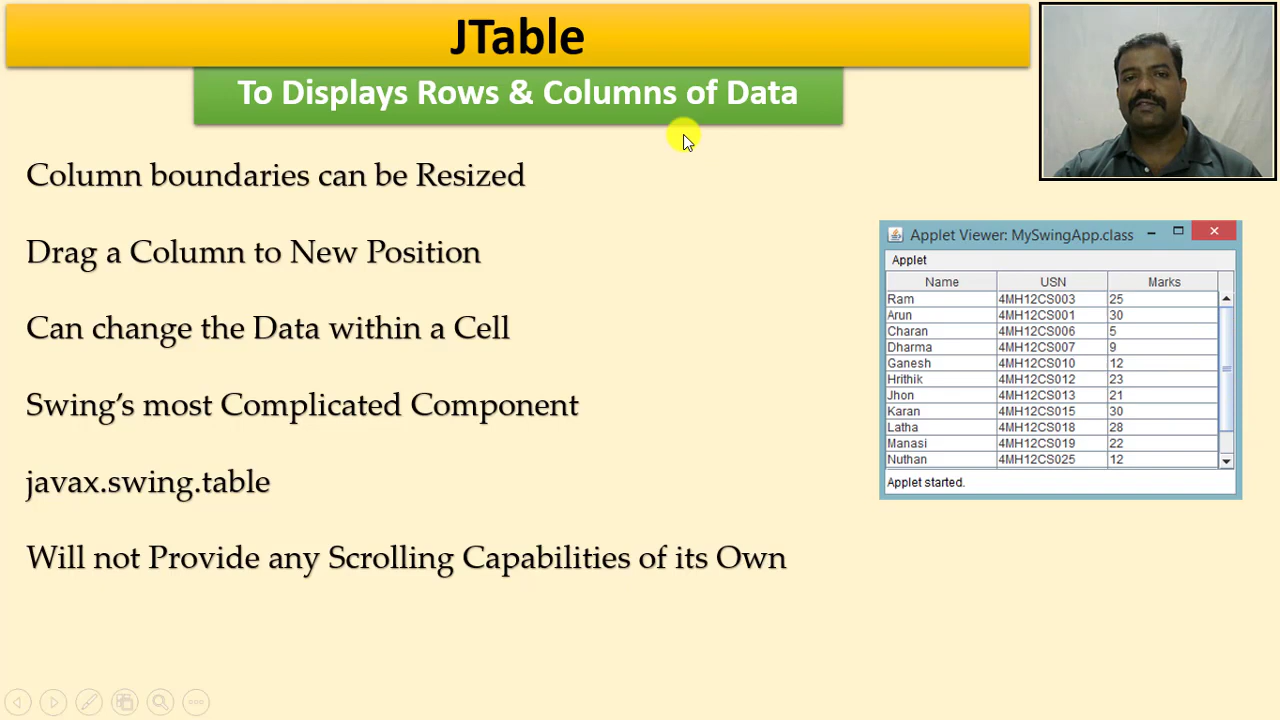 JTable
To Displays Rows & Columns of Data
Column boundaries can be Resized
Drag a Column to New Position
Can change the Data within a Cell
Swing's most Complicated Component
javax.swing.table
Will not Provide any Scrolling Capabilities of its Own
Applet Viewer: MySwingApp.class
Applet
Name USN Marks
Ram 4MH12CS003 25
Arun 4MH12CS001 30
Charan 4MH12CS006 5
Dharma 4MH12CS007 9
Ganesh 4MH12CS010 12
Hrithik 4MH12CS012 23
Jhon 4MH12CS013 21
Karan 4MH12CS015 30
Latha 4MH12CS018 28
Manasi 4MH12CS019 22
Nuthan 4MH12CS025 12
Applet started.